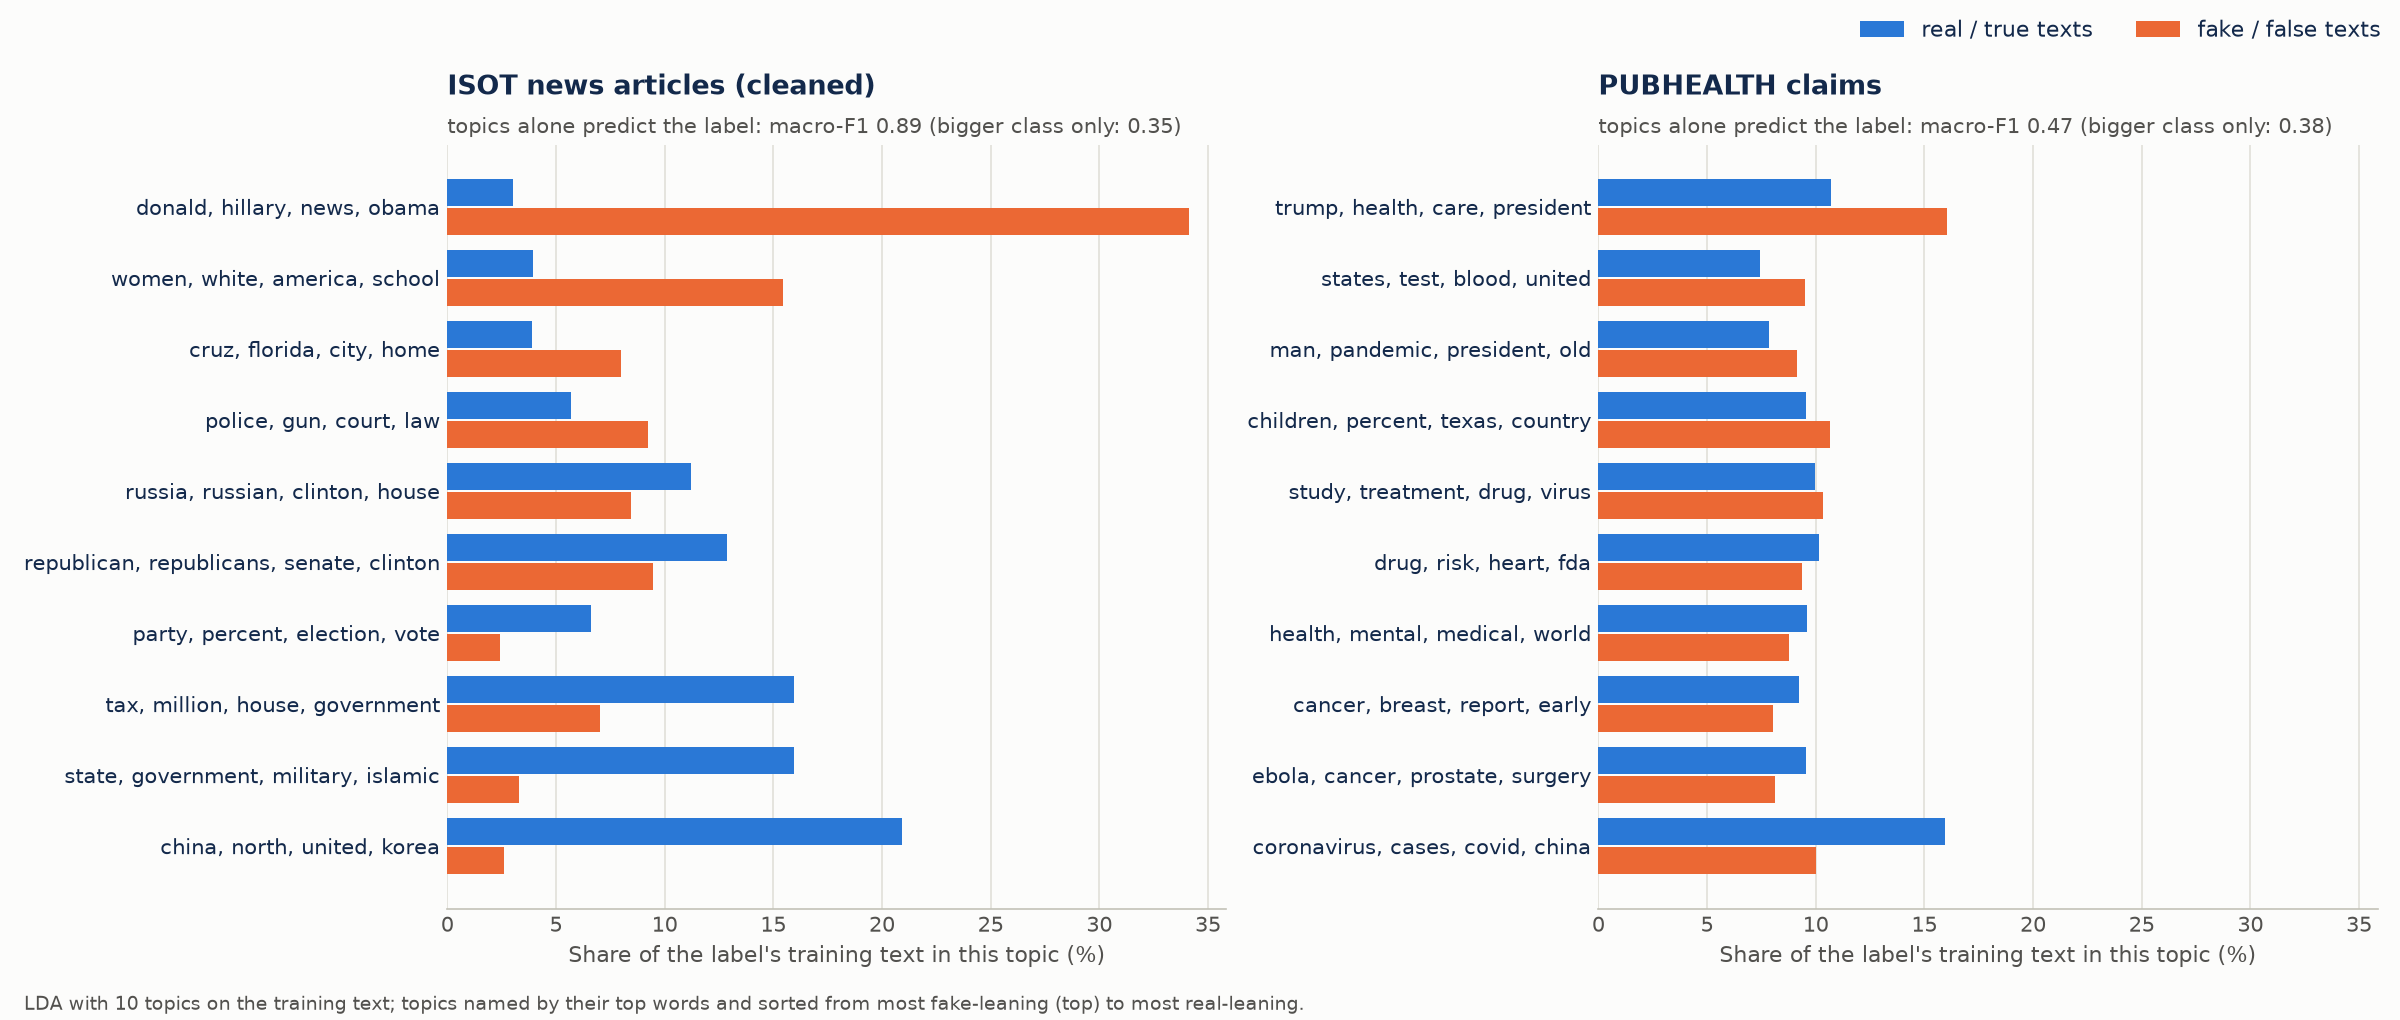 real / true texts
fake / false texts
ISOT news articles (cleaned)
topics alone predict the label: macro-F1 0.89 (bigger class only: 0.35)
donald, hillary, news, obama
women, white, america, school
cruz, florida, city, home
police, gun, court, law
russia, russian, clinton, house
republican, republicans, senate, clinton
party, percent, election, vote
tax, million, house, government
state, government, military, islamic
china, north, united, korea
0 5 10 15 20 25 30 35
Share of the label's training text in this topic (%)
PUBHEALTH claims
topics alone predict the label: macro-F1 0.47 (bigger class only: 0.38)
trump, health, care, president
states, test, blood, united
man, pandemic, president, old
children, percent, texas, country
study, treatment, drug, virus
drug, risk, heart, fda
health, mental, medical, world
cancer, breast, report, early
ebola, cancer, prostate, surgery
coronavirus, cases, covid, china
0 5 10 15 20 25 30 35
Share of the label's training text in this topic (%)
LDA with 10 topics on the training text; topics named by their top words and sorted from most fake-leaning (top) to most real-leaning.